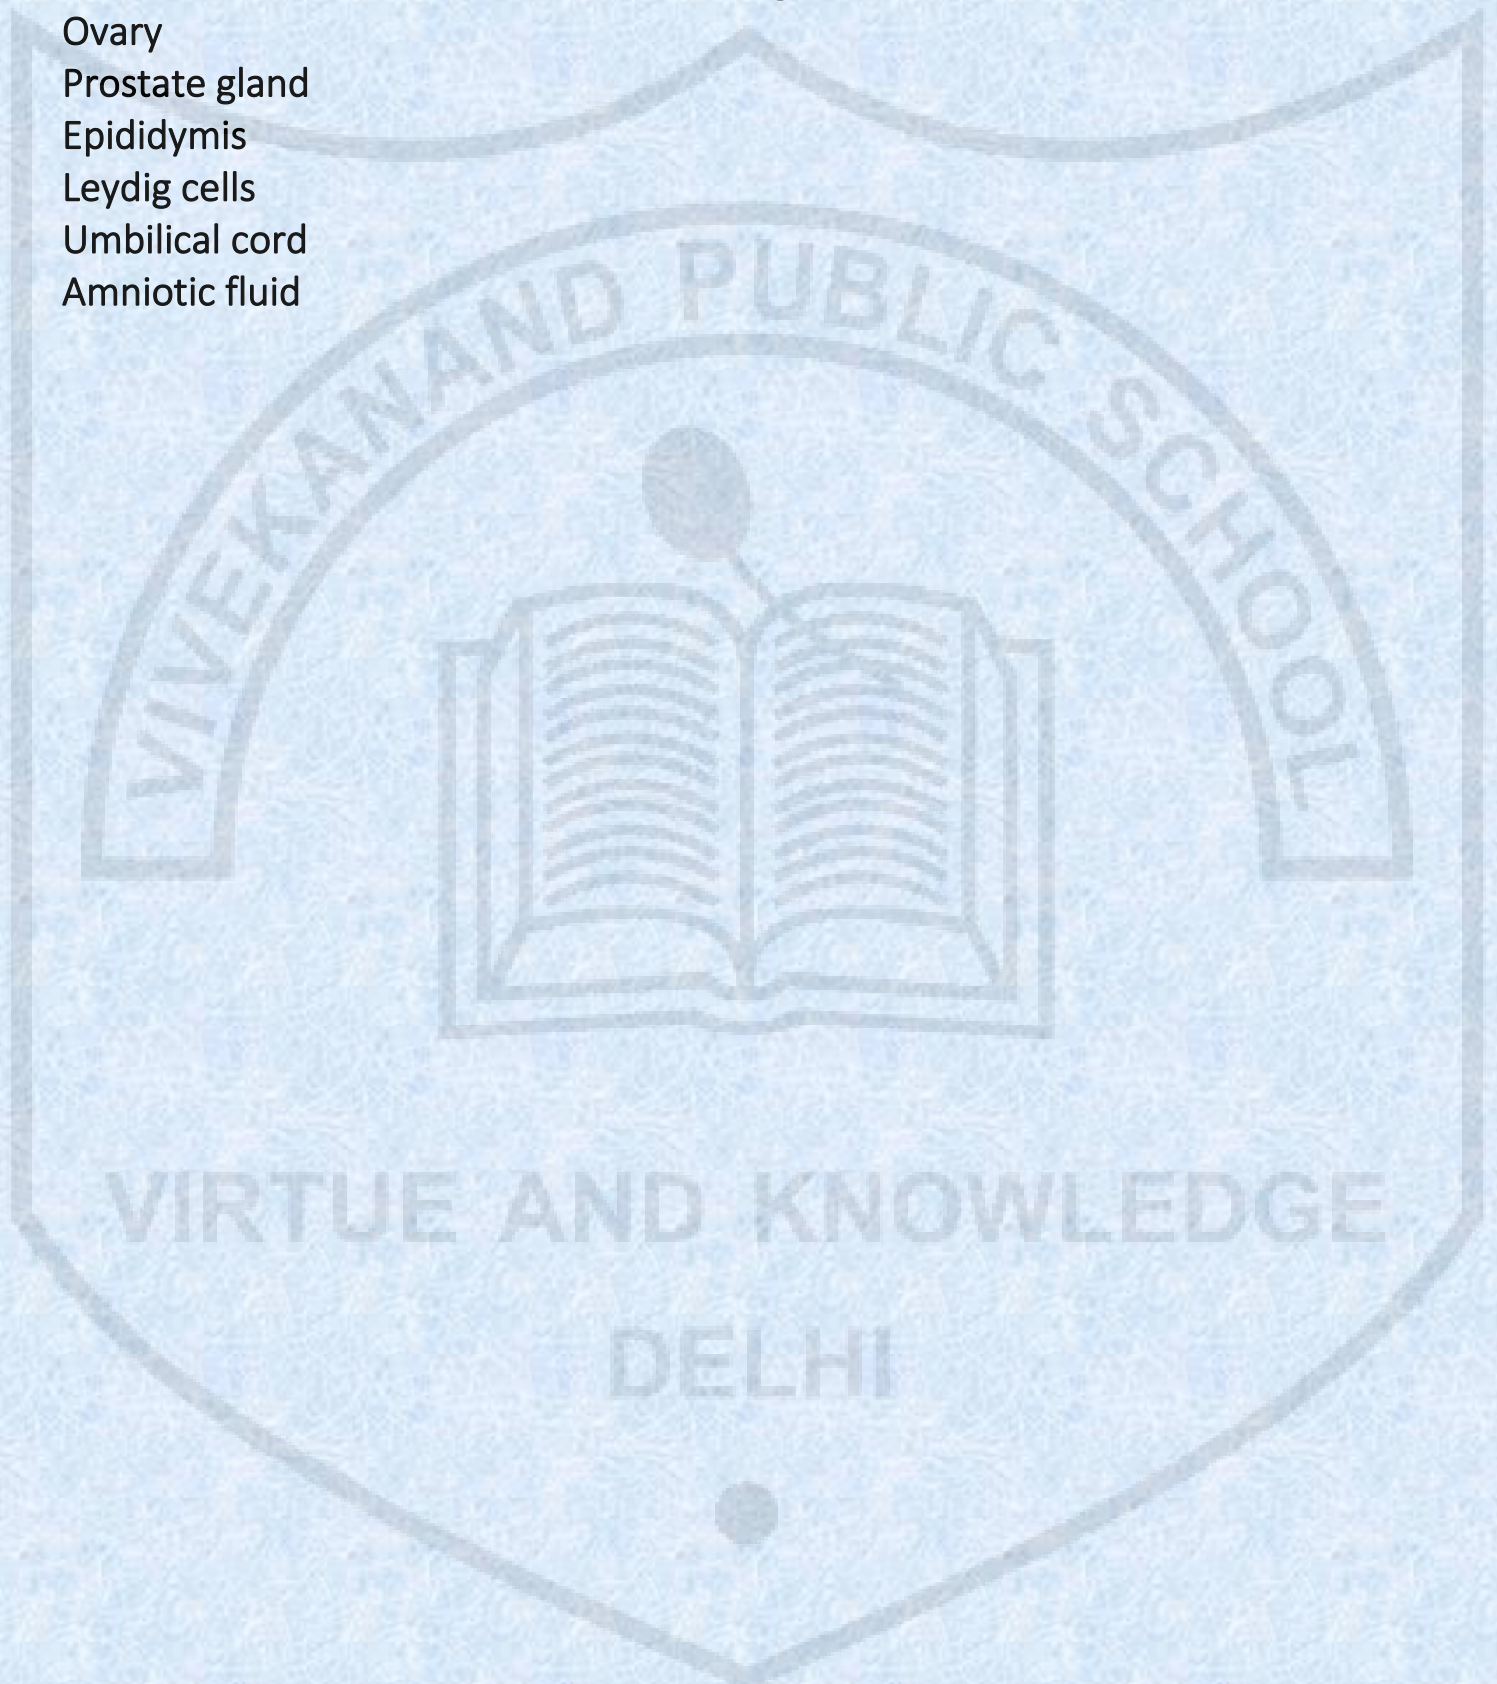 Ovary
Prostate gland
Epididymis
Leydig cells
Umbilical cord
Amniotic fluid
VIVEKANAND PUBLIC SCHOOL
VIRTUE AND KNOWLEDGE
DELHI